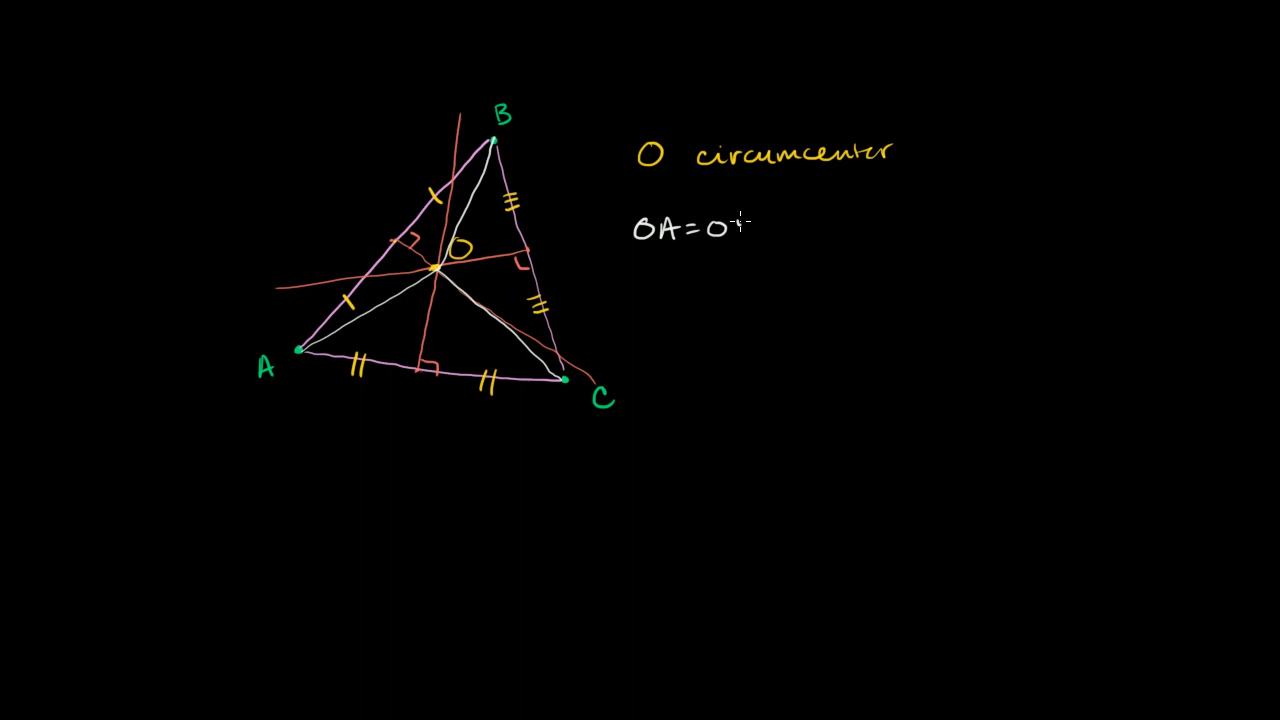 B
O circumcenter
OA = O
O
A
C